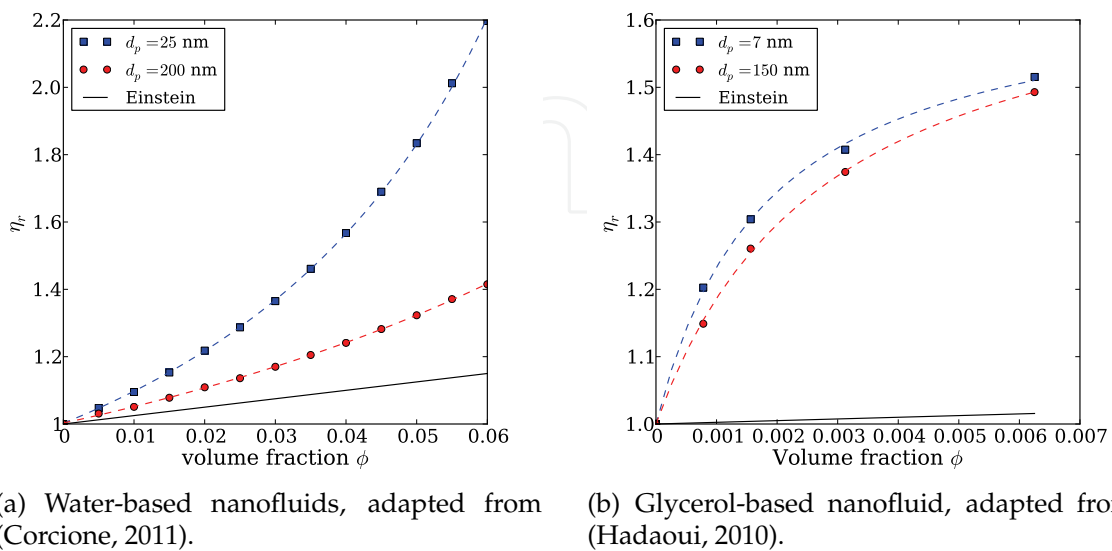 2.2
2.0
1.8
1.6
1.4
1.2
1
η_r
d_p = 25 nm
d_p = 200 nm
Einstein
0 0.01 0.02 0.03 0.04 0.05 0.06
volume fraction ϕ
1.6
1.5
1.4
1.3
1.2
1.1
1.0
η_r
d_p = 7 nm
d_p = 150 nm
Einstein
0 0.001 0.002 0.003 0.004 0.005 0.006 0.007
Volume fraction ϕ
(a) Water-based nanofluids, adapted from
(Corcione, 2011).
(b) Glycerol-based nanofluid, adapted from
(Hadaoui, 2010).